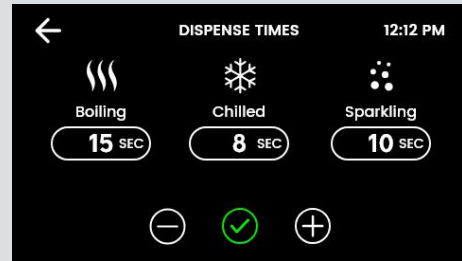 DISPENSE TIMES 12:12 PM
Boiling Chilled Sparkling
15 SEC 8 SEC 10 SEC